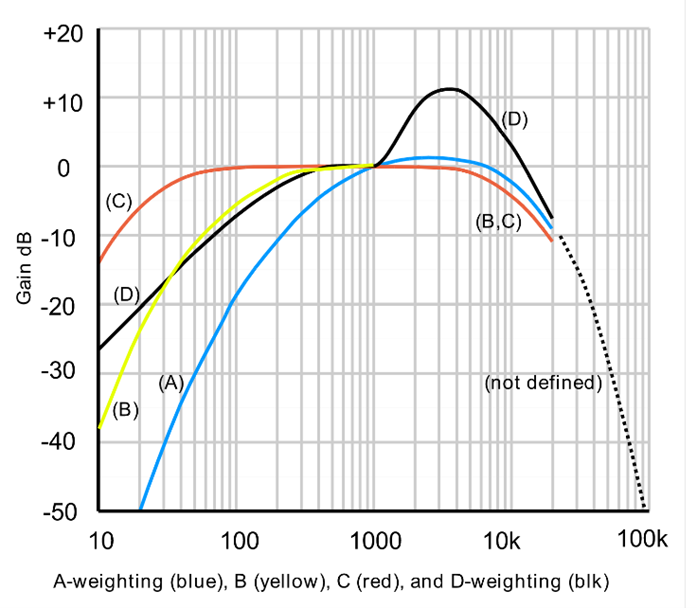 +20
+10
(D)
0
(C)
(B,C)
-10
Gain dB
(D)
-20
-30
(A)
(not defined)
(B)
-40
-50
10 100 1000 10k 100k
A-weighting (blue), B (yellow), C (red), and D-weighting (blk)